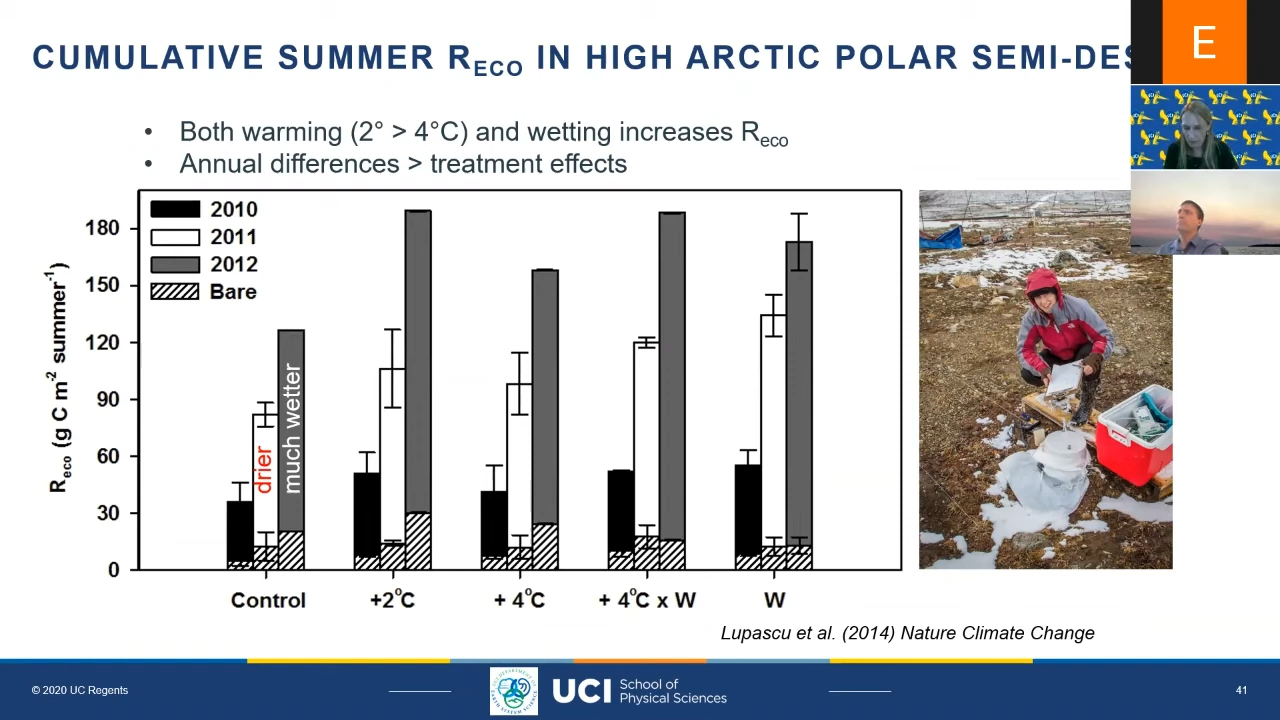 CUMULATIVE SUMMER RECO IN HIGH ARCTIC POLAR SEMI-DES
E
• Both warming (2° > 4°C) and wetting increases Reco
• Annual differences > treatment effects
Reco (g C m-2 summer-1)
180
150
120
90
60
30
0
2010
2011
2012
Bare
drier
much wetter
Control
+2°C
+ 4°C
+ 4°C x W
W
Lupascu et al. (2014) Nature Climate Change
© 2020 UC Regents
UCI School of
Physical Sciences
41